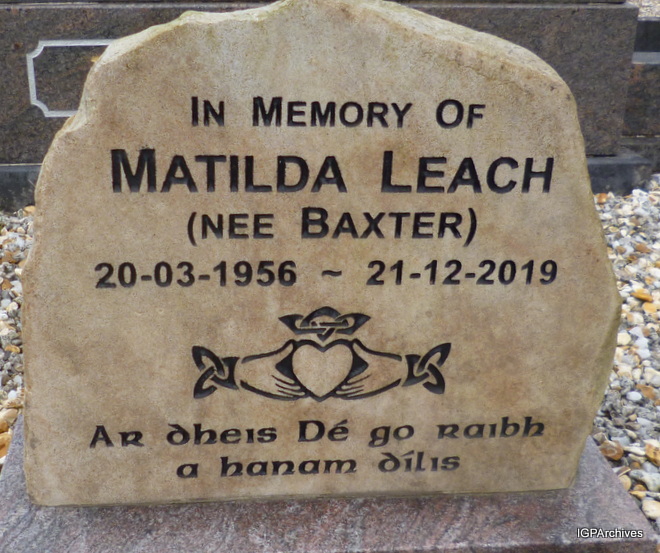 In Memory Of
Matilda Leach
(nee Baxter)
20-03-1956 ~ 21-12-2019
Ar dheis Dé go raibh
a hanam dílis
IGPArchives